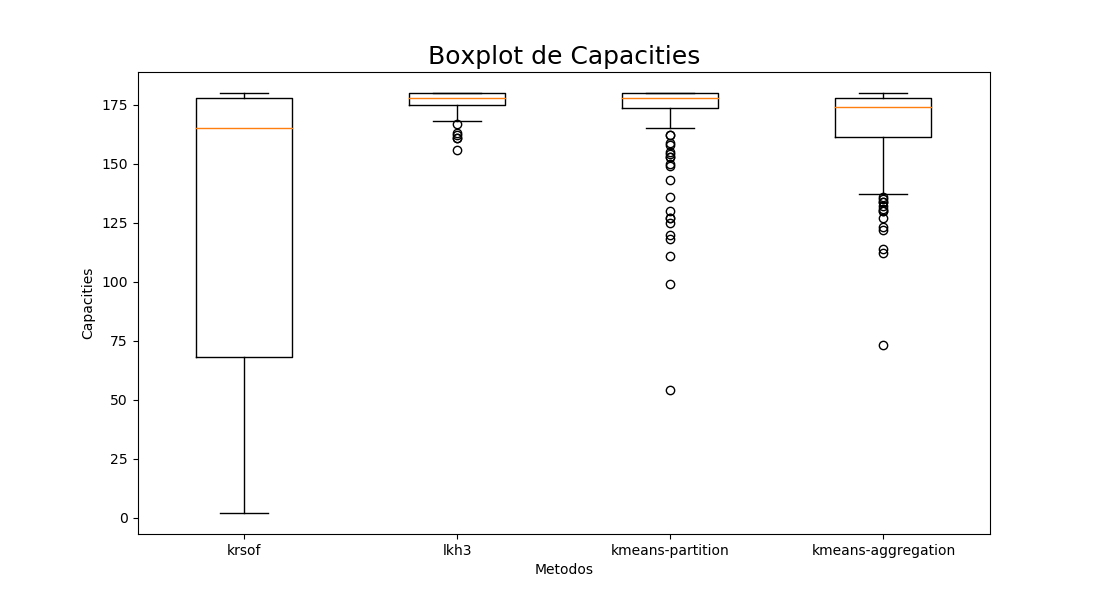 Boxplot de Capacities
Capacities
175
150
125
100
75
50
25
0
krsof lkh3 kmeans-partition kmeans-aggregation
Metodos